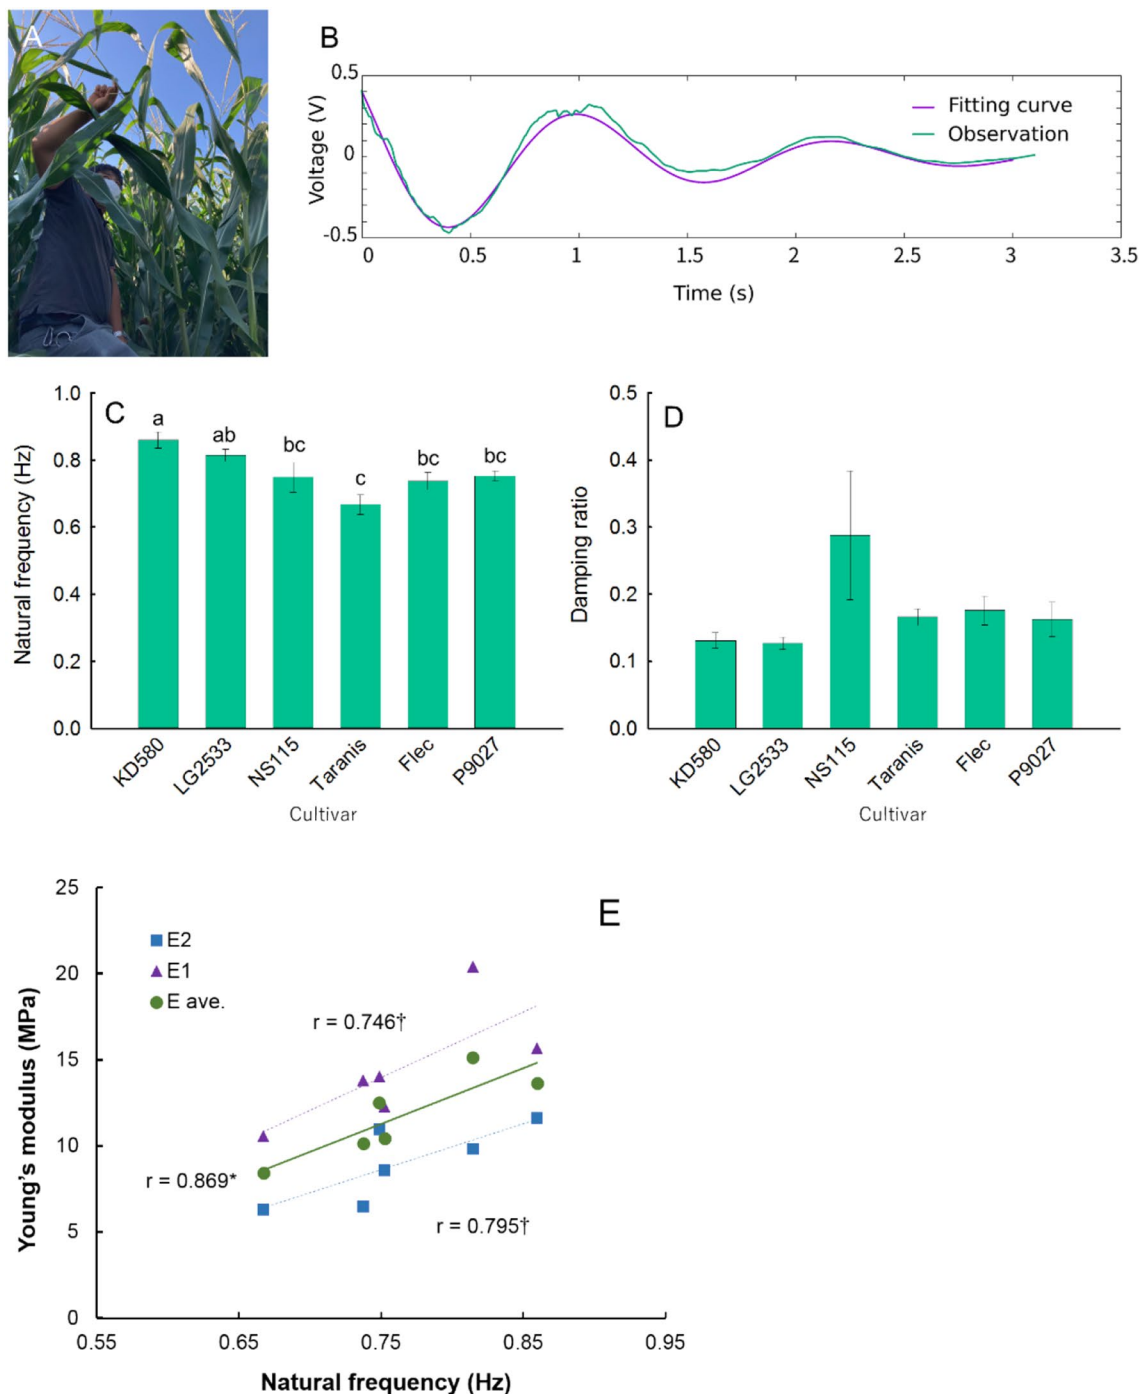 A
B
0.5
0
-0.5
Voltage (V)
Fitting curve
Observation
0 0.5 1 1.5 2 2.5 3 3.5
Time (s)
C
1.0
0.8
0.6
0.4
0.2
0.0
Natural frequency (Hz)
a ab bc c bc bc
KD580 LG2533 NS115 Taranis Flec P9027
Cultivar
D
0.5
0.4
0.3
0.2
0.1
0.0
Damping ratio
KD580 LG2533 NS115 Taranis Flec P9027
Cultivar
E
25
20
15
10
5
0
Young's modulus (MPa)
E2
E1
E ave.
r = 0.746†
r = 0.869*
r = 0.795†
0.55 0.65 0.75 0.85 0.95
Natural frequency (Hz)